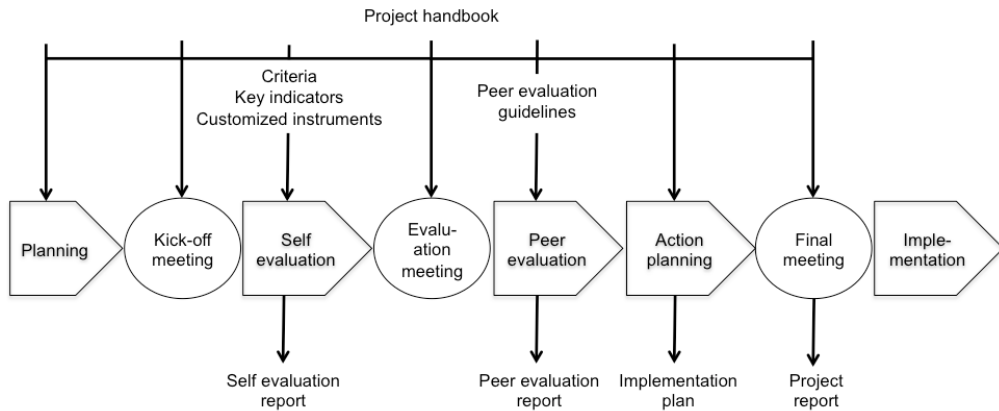 Project handbook
Criteria
Key indicators
Customized instruments
Peer evaluation
guidelines
Planning
Kick-off
meeting
Self
evaluation
Evalu-
ation
meeting
Peer
evaluation
Action
planning
Final
meeting
Imple-
mentation
Self evaluation
report
Peer evaluation
report
Implementation
plan
Project
report